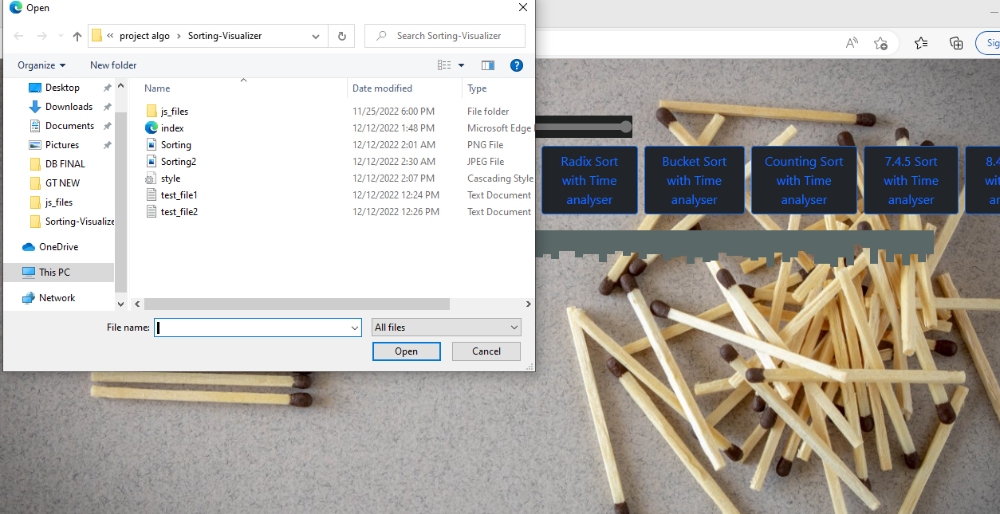 Open
project algo
Sorting-Visualizer
Search Sorting-Visualizer
Organize
New folder
Desktop
Downloads
Documents
Pictures
DB FINAL
GT NEW
js_files
Sorting-Visualize
OneDrive
This PC
Network
Name Date modified Type
js_files 11/25/2022 6:00 PM File folder
index 12/12/2022 1:48 PM Microsoft Edge
Sorting 12/12/2022 2:01 AM PNG File
Sorting2 12/12/2022 2:30 AM JPEG File
style 12/12/2022 2:07 PM Cascading Style
test_file1 12/12/2022 12:24 PM Text Document
test_file2 12/12/2022 12:26 PM Text Document
File name:
All files
Open
Cancel
Sig
Radix Sort
with Time
analyser
Bucket Sort
with Time
analyser
Counting Sort
with Time
analyser
7.4.5 Sort
with Time
analyser
8.4
wit
an